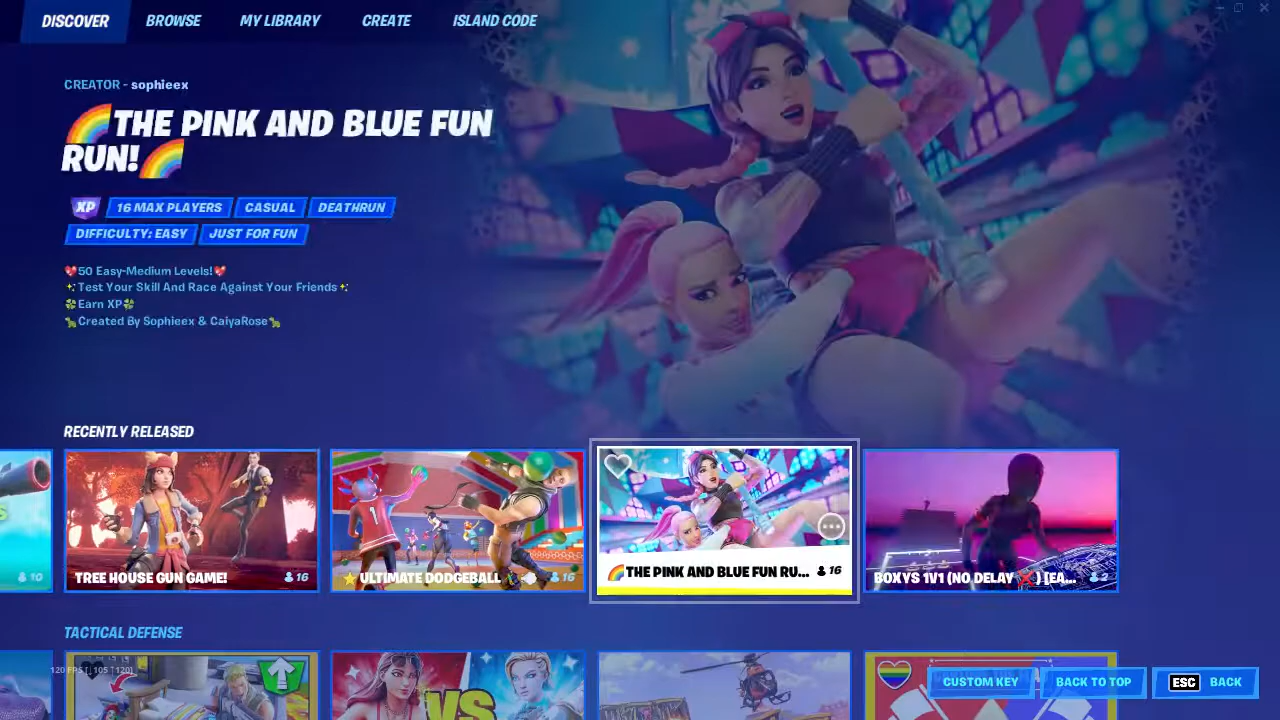 DISCOVER BROWSE MY LIBRARY CREATE ISLAND CODE
CREATOR - sophieex
🌈THE PINK AND BLUE FUN
RUN!🌈
XP 16 MAX PLAYERS CASUAL DEATHRUN
DIFFICULTY: EASY JUST FOR FUN
💖50 Easy-Medium Levels!💖
✨Test Your Skill And Race Against Your Friends✨
🍀Earn XP🍀
🐛Created By Sophieex & CaiyaRose🐛
RECENTLY RELEASED
10
TREE HOUSE GUN GAME! 16
⭐ULTIMATE DODGEBALL 16
🌈THE PINK AND BLUE FUN RU... 16
BOXYS 1V1 (NO DELAY ❌) [EA... 2
TACTICAL DEFENSE
VS
CUSTOM KEY BACK TO TOP ESC BACK